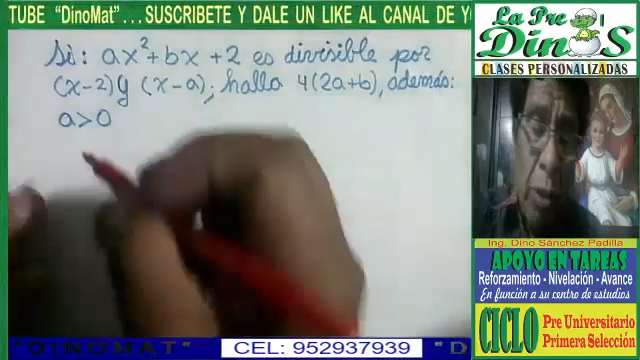 TUBE "DinoMat"...SUSCRIBETE Y DALE UN LIKE AL CANAL DE Y
Si: ax²+bx+2 es divisible por
(x-2) y (x-a); halla 4(2a+b), además:
a>0
La Pre
DinoS
CLASES PERSONALIZADAS
Ing. Dino Sánchez Padilla
APOYO EN TAREAS
Reforzamiento - Nivelación - Avance
En función a su centro de estudios
CICLO Pre Universitario
Primera Selección
"DINOMAT" CEL: 952937939 "D